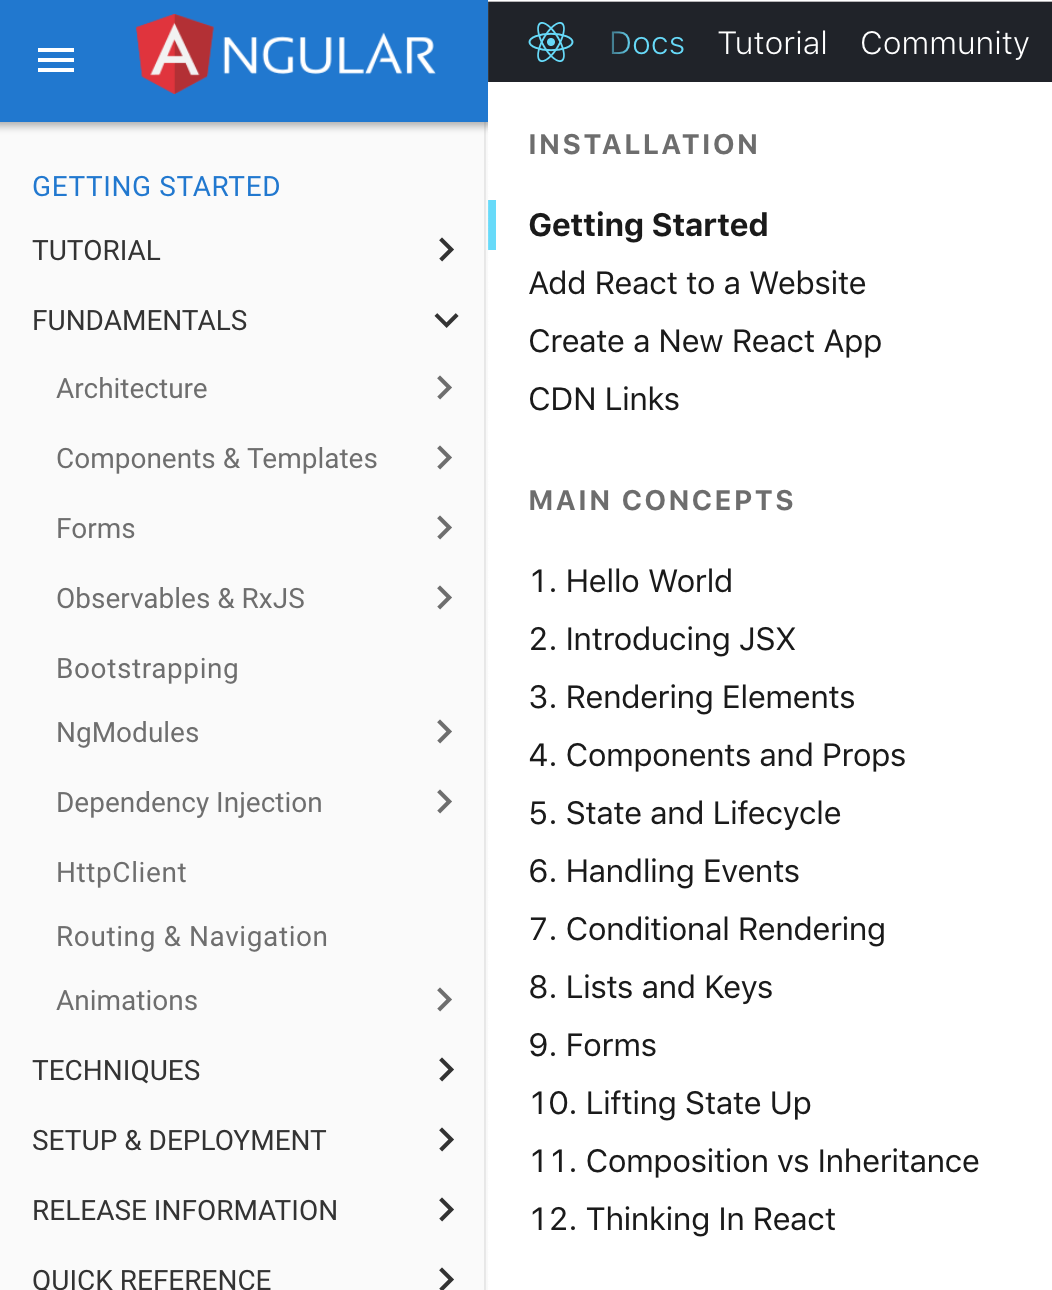 ANGULAR
GETTING STARTED
TUTORIAL
FUNDAMENTALS
Architecture
Components & Templates
Forms
Observables & RxJS
Bootstrapping
NgModules
Dependency Injection
HttpClient
Routing & Navigation
Animations
TECHNIQUES
SETUP & DEPLOYMENT
RELEASE INFORMATION
QUICK REFERENCE
Docs Tutorial Community
INSTALLATION
Getting Started
Add React to a Website
Create a New React App
CDN Links
MAIN CONCEPTS
1. Hello World
2. Introducing JSX
3. Rendering Elements
4. Components and Props
5. State and Lifecycle
6. Handling Events
7. Conditional Rendering
8. Lists and Keys
9. Forms
10. Lifting State Up
11. Composition vs Inheritance
12. Thinking In React